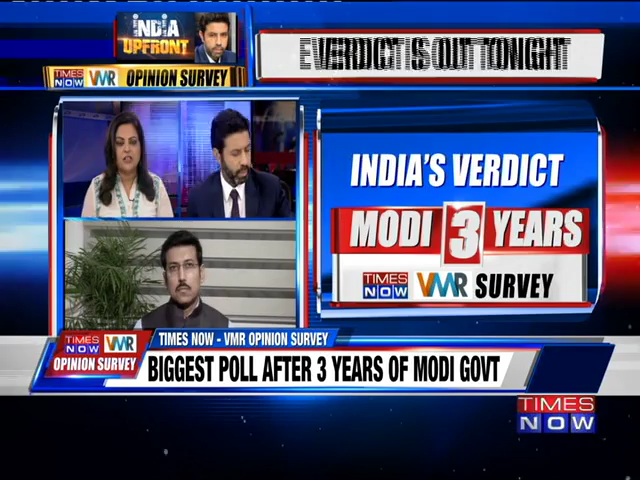 INDIA
UPFRONT
TIMES NOW VMR OPINION SURVEY
VERDICT IS OUT TONIGHT
INDIA'S VERDICT
MODI 3 YEARS
TIMES NOW VMR SURVEY
TIMES NOW VMR
OPINION SURVEY
TIMES NOW - VMR OPINION SURVEY
BIGGEST POLL AFTER 3 YEARS OF MODI GOVT
TIMES
NOW